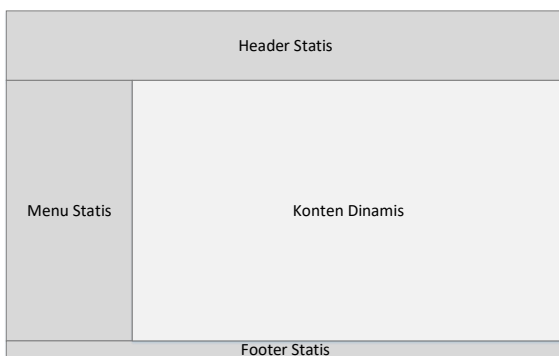 Header Statis
Menu Statis
Konten Dinamis
Footer Statis